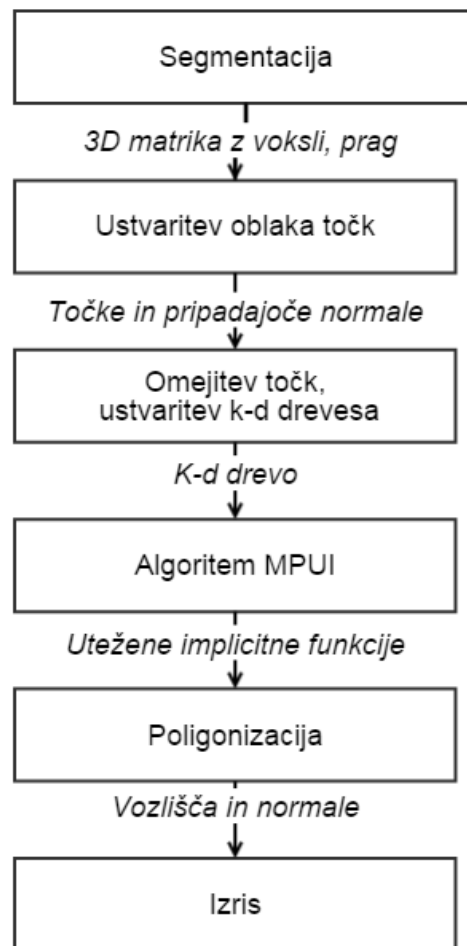 Segmentacija
3D matrika z voksli, prag
Ustvaritev oblaka točk
Točke in pripadajoče normale
Omejitev točk,
ustvaritev k-d drevesa
K-d drevo
Algoritem MPUI
Utežene implicitne funkcije
Poligonizacija
Vozlišča in normale
Izris